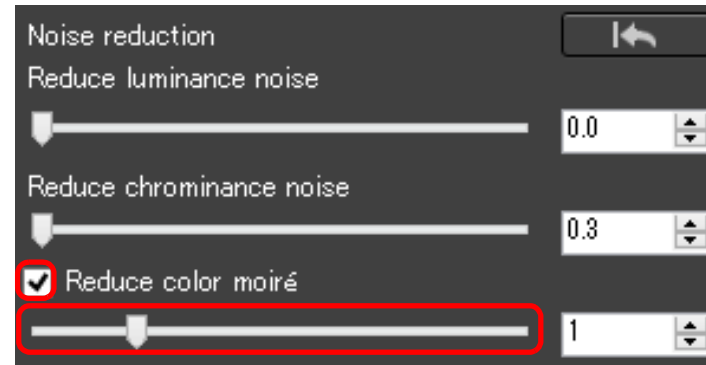 Noise reduction
Reduce luminance noise
0.0
Reduce chrominance noise
0.3
Reduce color moiré
1